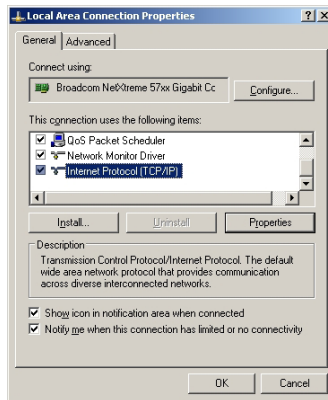 Local Area Connection Properties
General
Advanced
Connect using:
Broadcom NetXtreme 57xx Gigabit Cc
Configure...
This connection uses the following items:
QoS Packet Scheduler
Network Monitor Driver
Internet Protocol (TCP/IP)
Install...
Uninstall
Properties
Description
Transmission Control Protocol/Internet Protocol. The default
wide area network protocol that provides communication
across diverse interconnected networks.
Show icon in notification area when connected
Notify me when this connection has limited or no connectivity
OK
Cancel